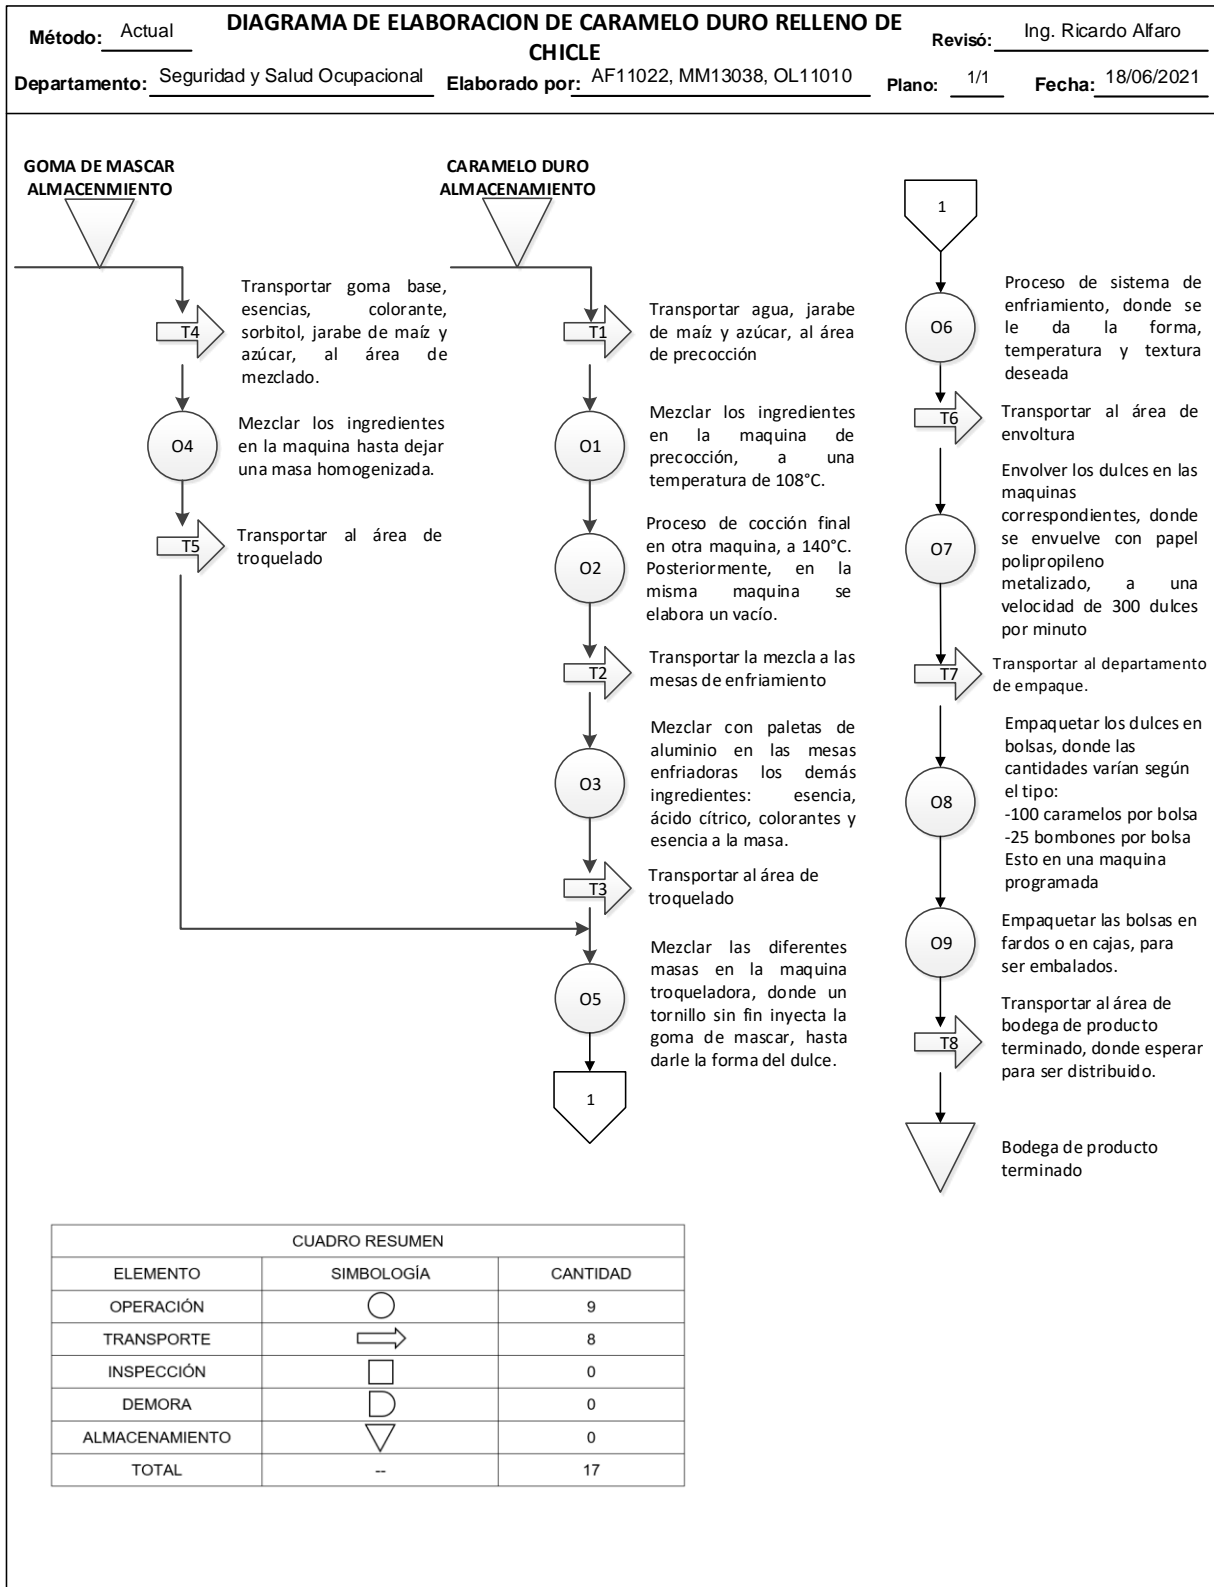 Método: Actual
DIAGRAMA DE ELABORACION DE CARAMELO DURO RELLENO DE
CHICLE
Revisó: Ing. Ricardo Alfaro
Departamento: Seguridad y Salud Ocupacional
Elaborado por: AF11022, MM13038, OL11010
Plano: 1/1
Fecha: 18/06/2021
GOMA DE MASCAR
ALMACENMIENTO
T4
Transportar goma base,
esencias, colorante,
sorbitol, jarabe de maíz y
azúcar, al área de
mezclado.
O4
Mezclar los ingredientes
en la maquina hasta dejar
una masa homogenizada.
T5
Transportar al área de
troquelado
CARAMELO DURO
ALMACENAMIENTO
T1
Transportar agua, jarabe
de maíz y azúcar, al área
de precocción
O1
Mezclar los ingredientes
en la maquina de
precocción, a una
temperatura de 108°C.
O2
Proceso de cocción final
en otra maquina, a 140°C.
Posteriormente, en la
misma maquina se
elabora un vacío.
T2
Transportar la mezcla a las
mesas de enfriamiento
O3
Mezclar con paletas de
aluminio en las mesas
enfriadoras los demás
ingredientes: esencia,
ácido cítrico, colorantes y
esencia a la masa.
T3
Transportar al área de
troquelado
O5
Mezclar las diferentes
masas en la maquina
troqueladora, donde un
tornillo sin fin inyecta la
goma de mascar, hasta
darle la forma del dulce.
1
1
O6
Proceso de sistema de
enfriamiento, donde se
le da la forma,
temperatura y textura
deseada
T6
Transportar al área de
envoltura
O7
Envolver los dulces en las
maquinas
correspondientes, donde
se envuelve con papel
polipropileno
metalizado, a una
velocidad de 300 dulces
por minuto
T7
Transportar al departamento
de empaque.
O8
Empaquetar los dulces en
bolsas, donde las
cantidades varían según
el tipo:
-100 caramelos por bolsa
-25 bombones por bolsa
Esto en una maquina
programada
O9
Empaquetar las bolsas en
fardos o en cajas, para
ser embalados.
T8
Transportar al área de
bodega de producto
terminado, donde esperar
para ser distribuido.
Bodega de producto
terminado
CUADRO RESUMEN
ELEMENTO SIMBOLOGÍA CANTIDAD
OPERACIÓN 9
TRANSPORTE 8
INSPECCIÓN 0
DEMORA 0
ALMACENAMIENTO 0
TOTAL -- 17